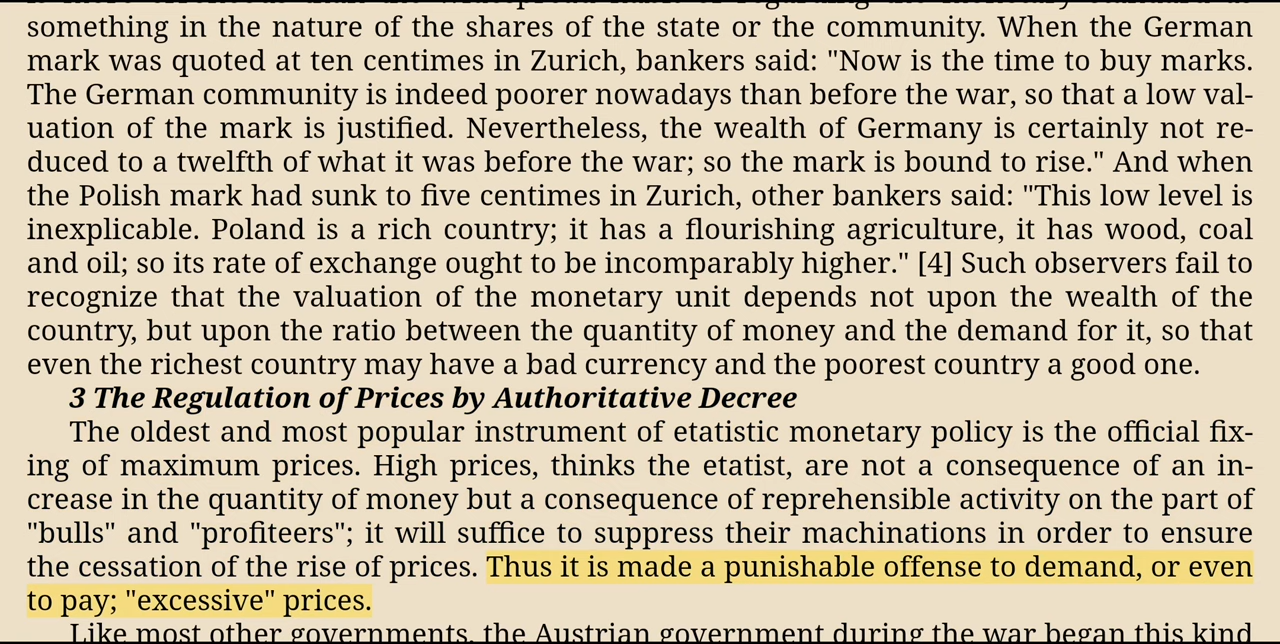 something in the nature of the shares of the state or the community. When the German
mark was quoted at ten centimes in Zurich, bankers said: "Now is the time to buy marks.
The German community is indeed poorer nowadays than before the war, so that a low val-
uation of the mark is justified. Nevertheless, the wealth of Germany is certainly not re-
duced to a twelfth of what it was before the war; so the mark is bound to rise." And when
the Polish mark had sunk to five centimes in Zurich, other bankers said: "This low level is
inexplicable. Poland is a rich country; it has a flourishing agriculture, it has wood, coal
and oil; so its rate of exchange ought to be incomparably higher." [4] Such observers fail to
recognize that the valuation of the monetary unit depends not upon the wealth of the
country, but upon the ratio between the quantity of money and the demand for it, so that
even the richest country may have a bad currency and the poorest country a good one.
3 The Regulation of Prices by Authoritative Decree
The oldest and most popular instrument of etatistic monetary policy is the official fix-
ing of maximum prices. High prices, thinks the etatist, are not a consequence of an in-
crease in the quantity of money but a consequence of reprehensible activity on the part of
"bulls" and "profiteers"; it will suffice to suppress their machinations in order to ensure
the cessation of the rise of prices. Thus it is made a punishable offense to demand, or even
to pay; "excessive" prices.
Like most other governments, the Austrian government during the war began this kind